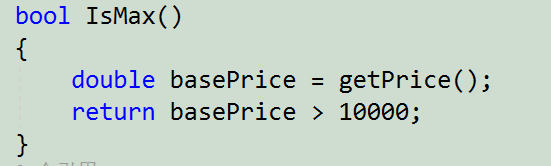 bool IsMax()
{
    double basePrice = getPrice();
    return basePrice > 10000;
}